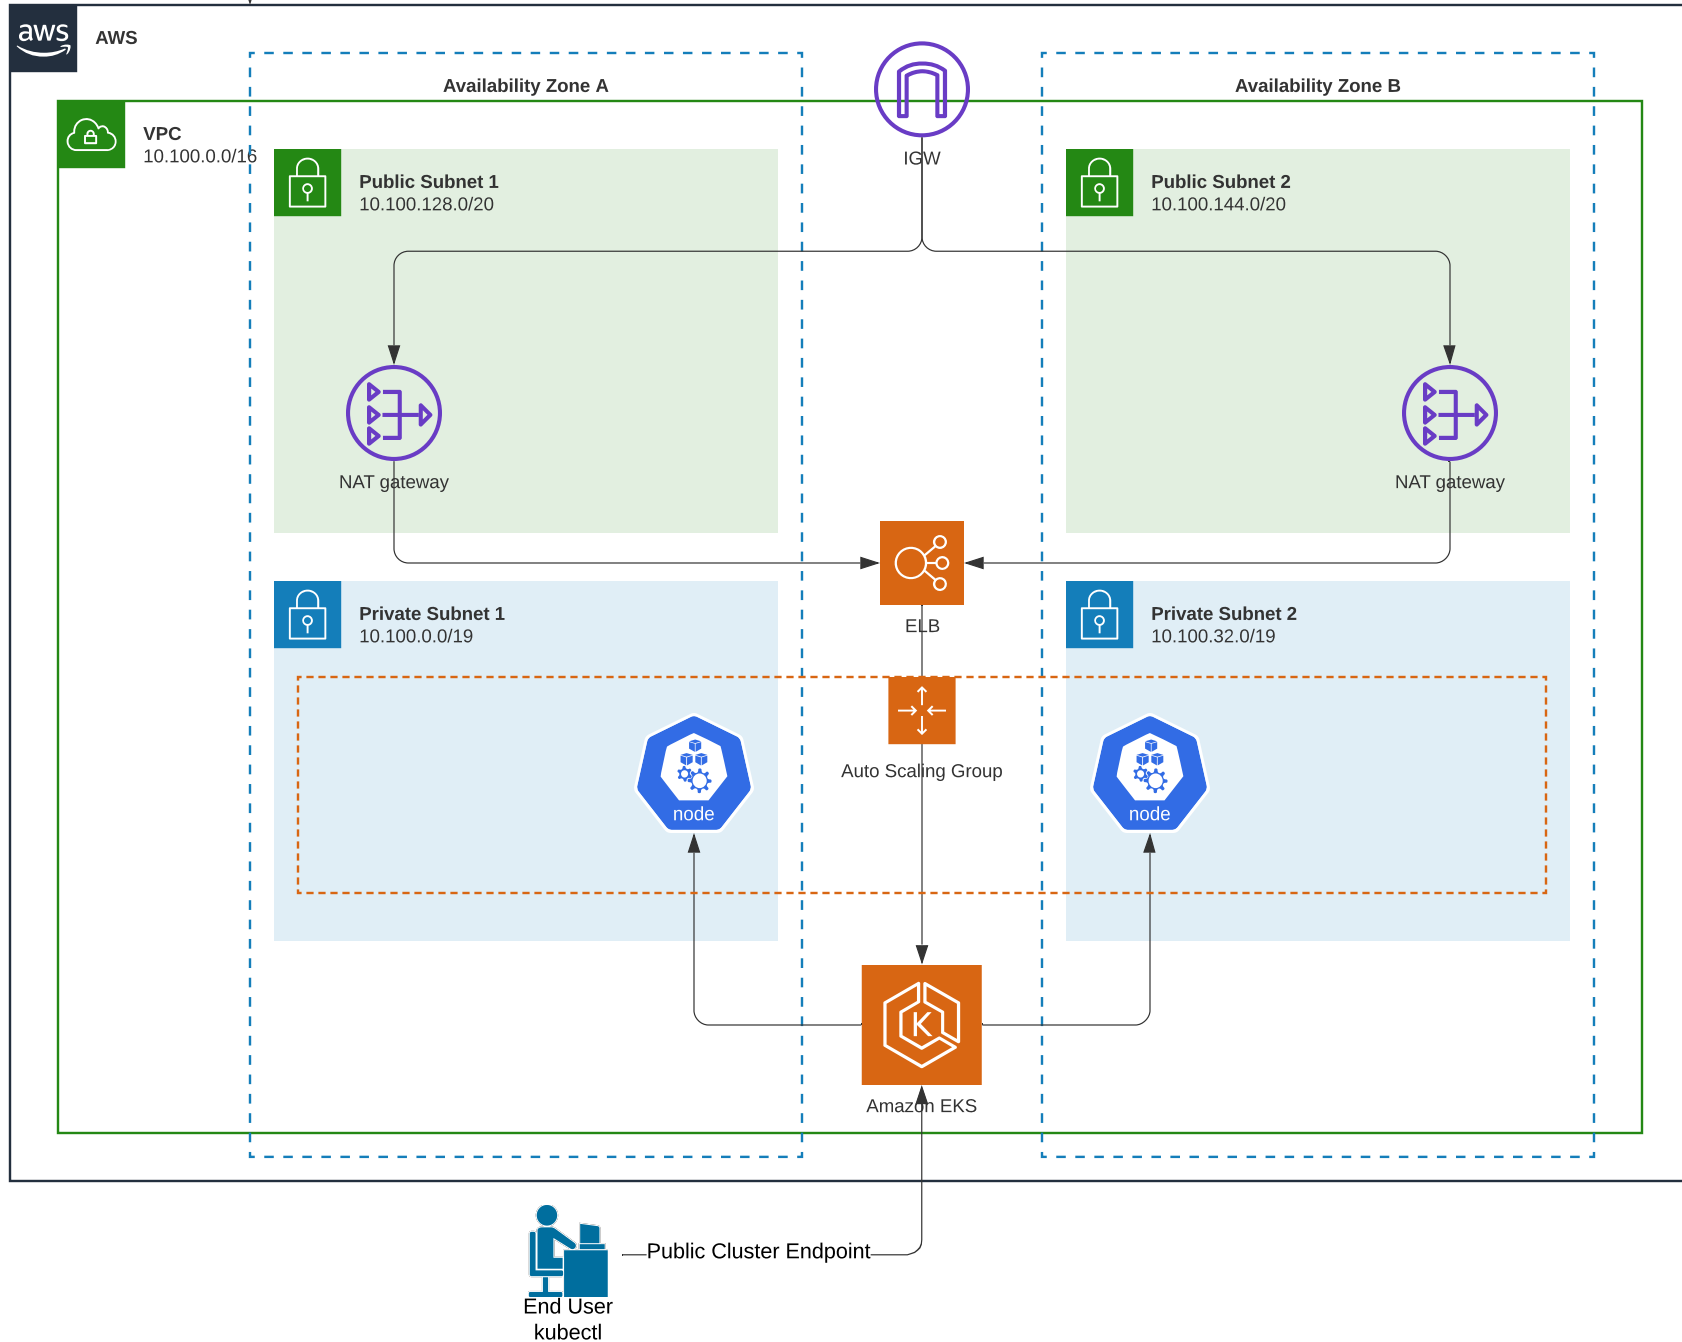 aws
AWS
Availability Zone A
Availability Zone B
VPC
10.100.0.0/16
IGW
Public Subnet 1
10.100.128.0/20
Public Subnet 2
10.100.144.0/20
NAT gateway
NAT gateway
ELB
Private Subnet 1
10.100.0.0/19
Private Subnet 2
10.100.32.0/19
Auto Scaling Group
node
node
K
Amazon EKS
Public Cluster Endpoint
End User
kubectl